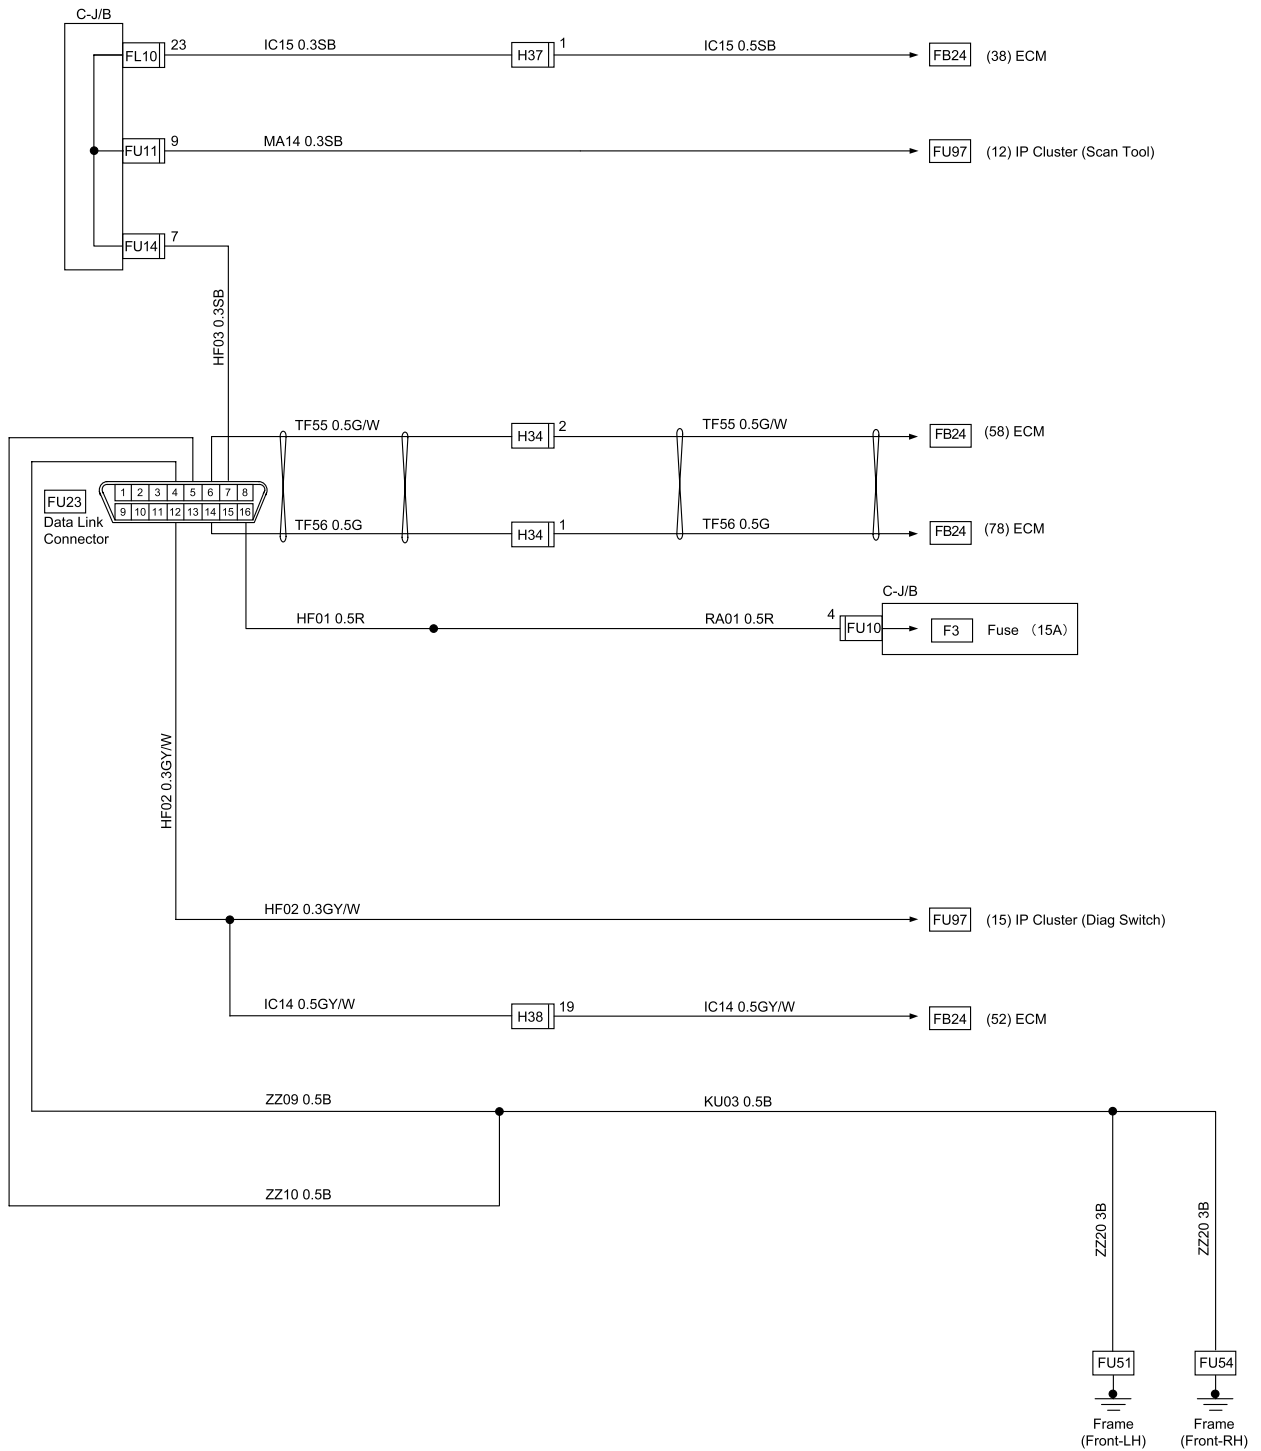 C-J/B
FL10
23
IC15 0.3SB
H37
1
IC15 0.5SB
FB24
(38) ECM
FU11
9
MA14 0.3SB
FU97
(12) IP Cluster (Scan Tool)
FU14
7
HF03 0.3SB
TF55 0.5G/W
H34
2
TF55 0.5G/W
FB24
(58) ECM
FU23
Data Link
Connector
1 2 3 4 5 6 7 8
9 10 11 12 13 14 15 16
TF56 0.5G
H34
1
TF56 0.5G
FB24
(78) ECM
C-J/B
HF01 0.5R
RA01 0.5R
4
FU10
F3
Fuse （15A）
HF02 0.3GY/W
HF02 0.3GY/W
FU97
(15) IP Cluster (Diag Switch)
IC14 0.5GY/W
H38
19
IC14 0.5GY/W
FB24
(52) ECM
ZZ09 0.5B
KU03 0.5B
ZZ10 0.5B
ZZ20 3B
ZZ20 3B
FU51
FU54
Frame
(Front-LH)
Frame
(Front-RH)